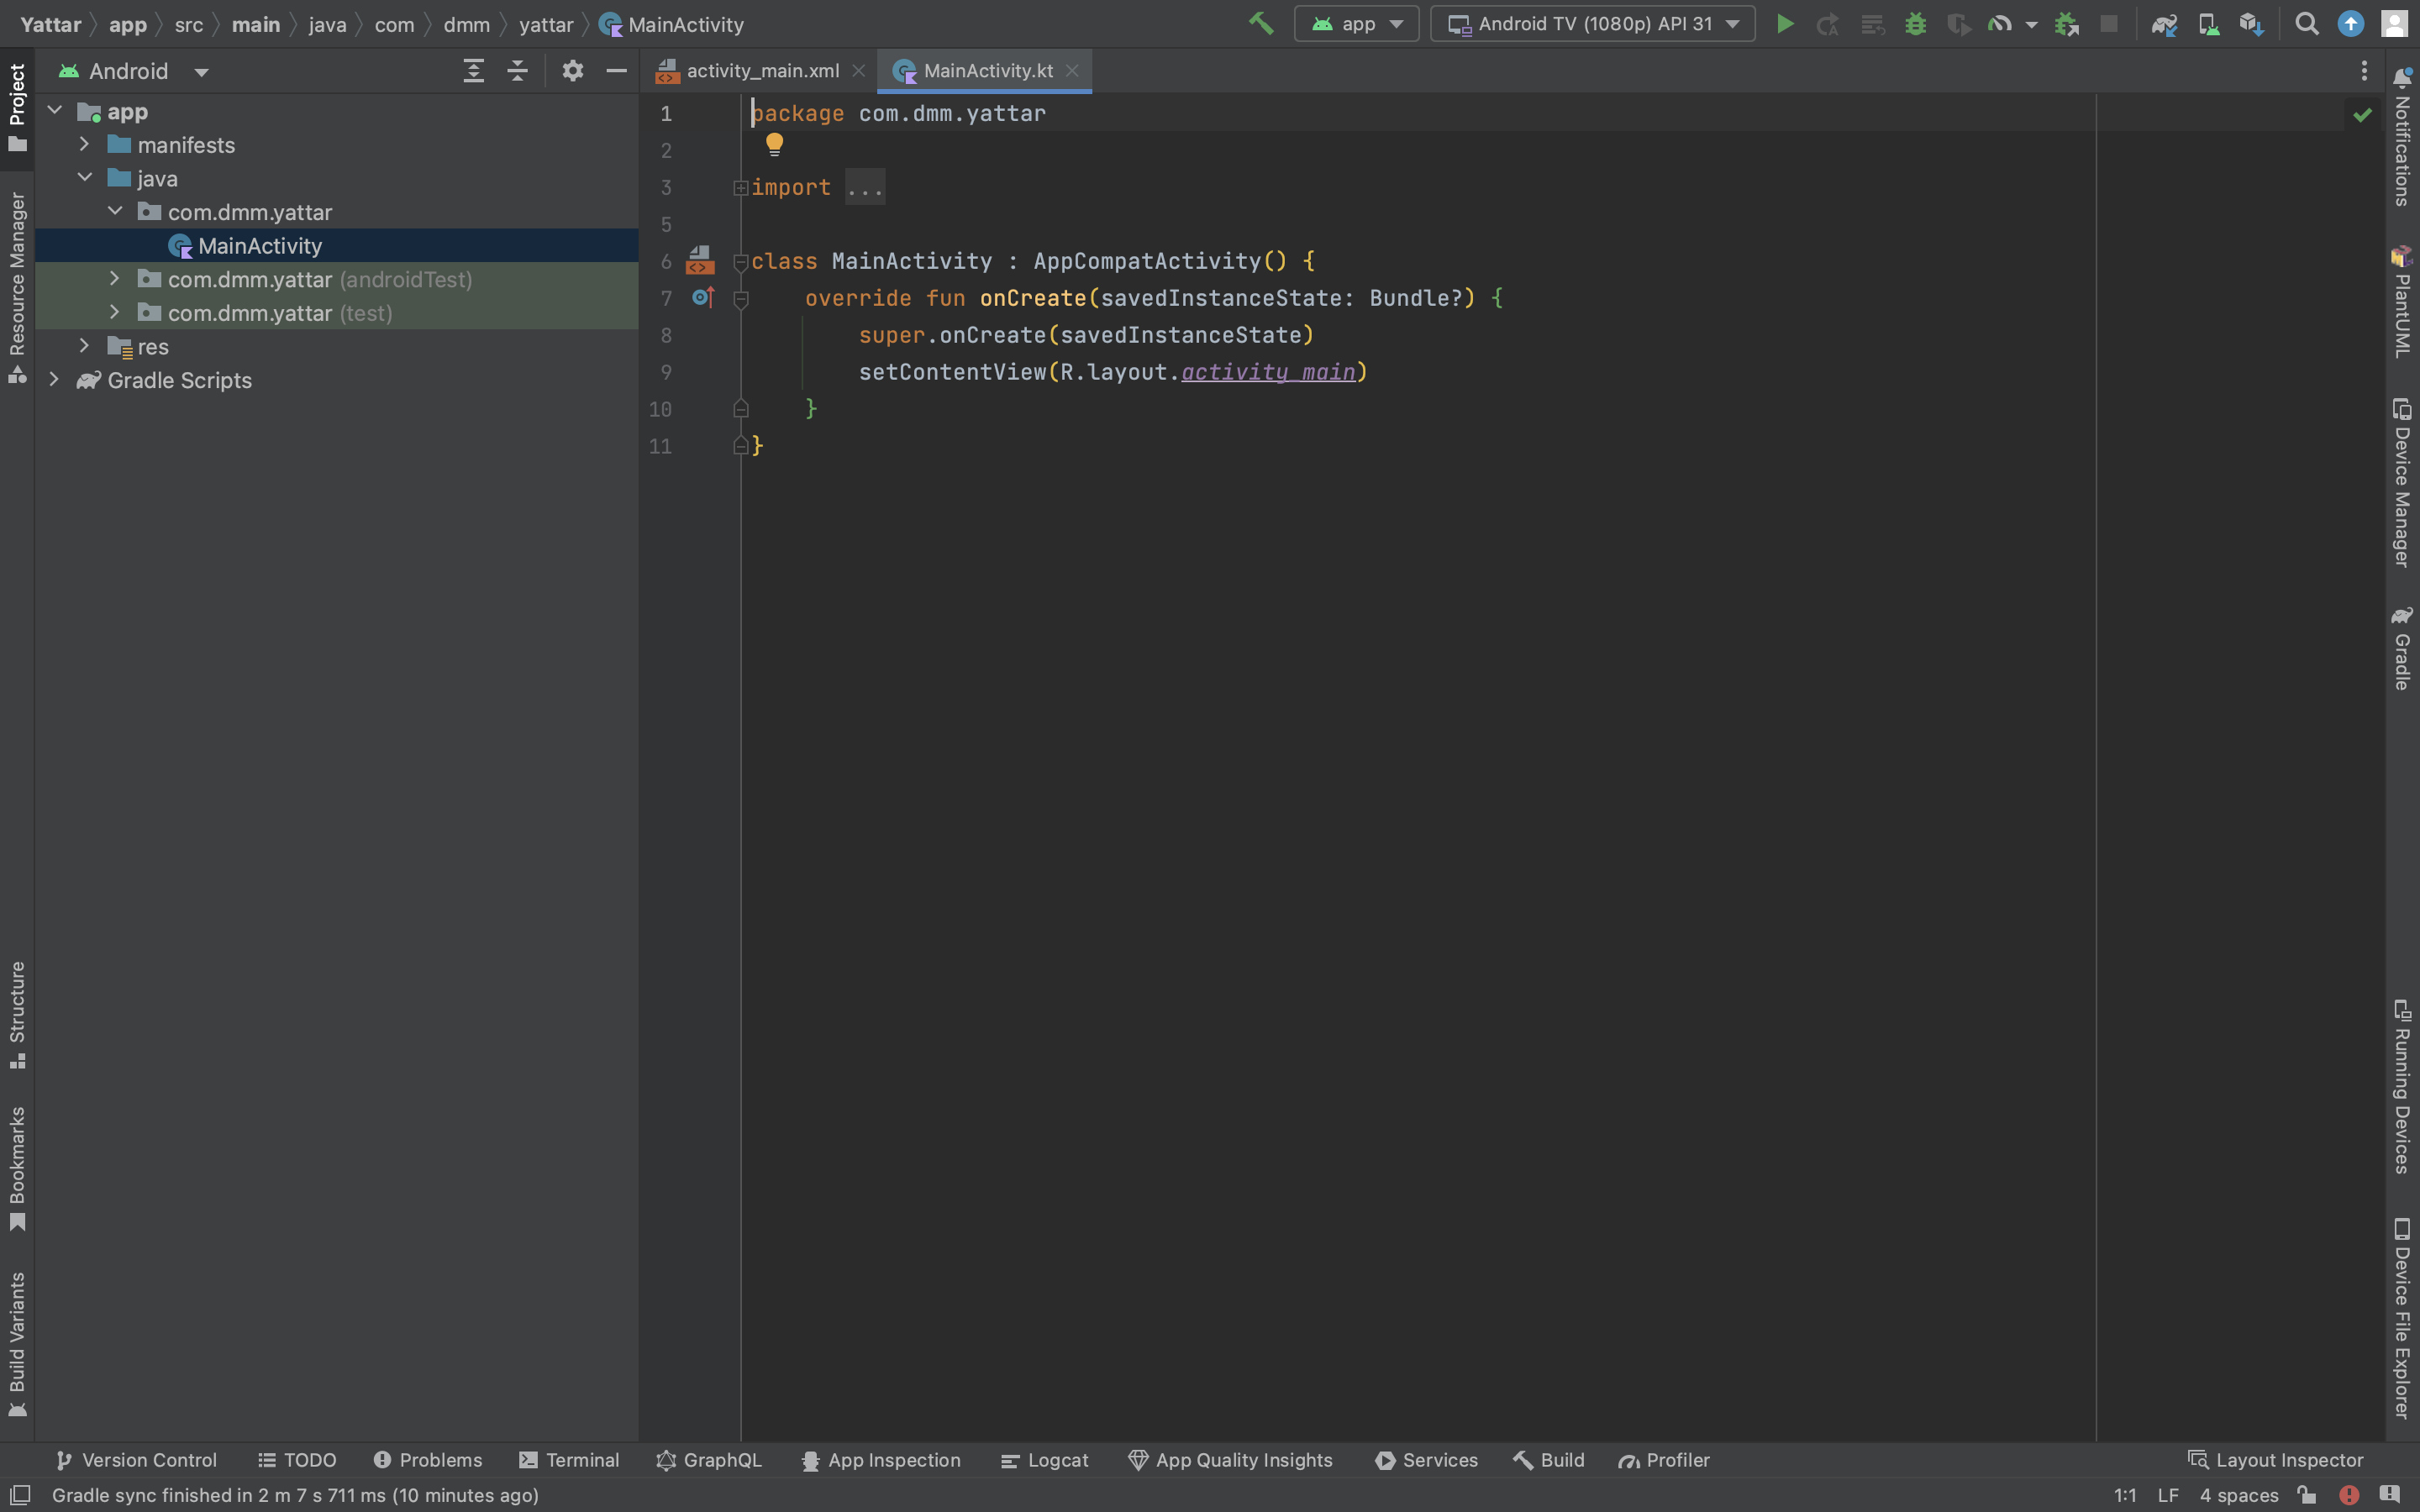 Yattar app src main java com dmm yattar MainActivity
app
Android TV (1080p) API 31
Project
Android
activity_main.xml
MainActivity.kt
app
manifests
java
com.dmm.yattar
MainActivity
com.dmm.yattar (androidTest)
com.dmm.yattar (test)
res
Gradle Scripts
Resource Manager
Structure
Bookmarks
Build Variants
1 package com.dmm.yattar
2
3 import ...
5
6 class MainActivity : AppCompatActivity() {
7 override fun onCreate(savedInstanceState: Bundle?) {
8 super.onCreate(savedInstanceState)
9 setContentView(R.layout.activity_main)
10 }
11 }
Notifications
PlantUML
Device Manager
Gradle
Running Devices
Device File Explorer
Version Control TODO Problems Terminal GraphQL App Inspection Logcat App Quality Insights Services Build Profiler Layout Inspector
Gradle sync finished in 2 m 7 s 711 ms (10 minutes ago) 1:1 LF 4 spaces